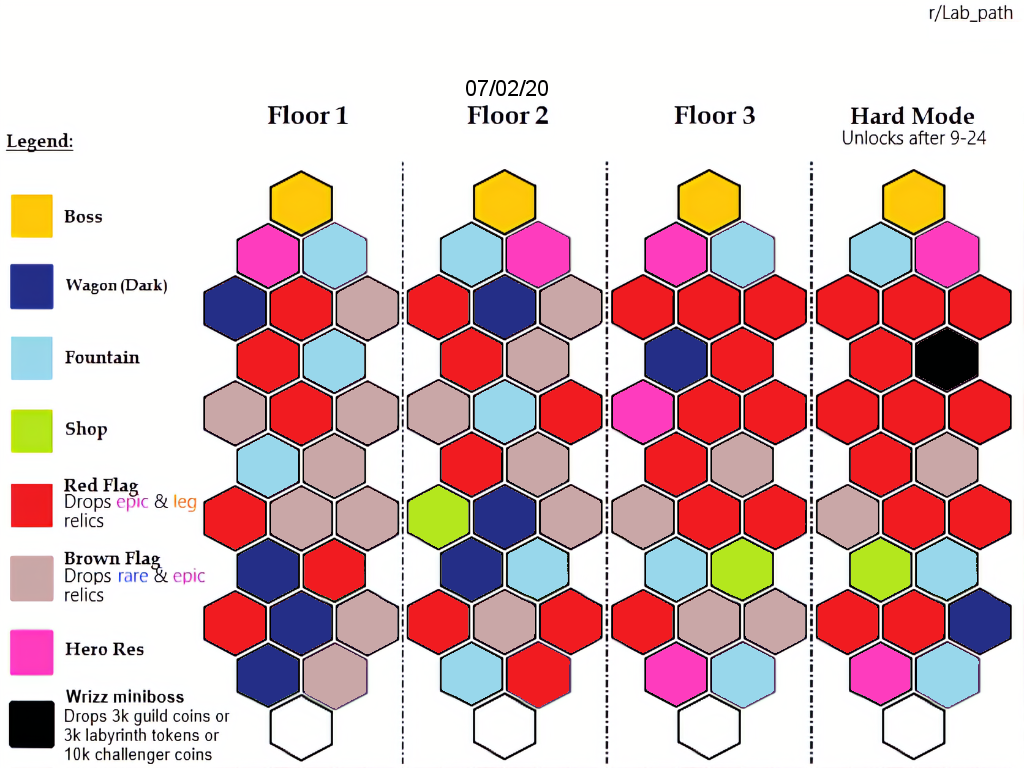 r/Lab_path
07/02/20
Floor 1
Floor 2
Floor 3
Hard Mode
Unlocks after 9-24
Legend:
Boss
Wagon (Dark)
Fountain
Shop
Red Flag
Drops epic & leg
relics
Brown Flag
Drops rare & epic
relics
Hero Res
Wrizz miniboss
Drops 3k guild coins or
3k labyrinth tokens or
10k challenger coins